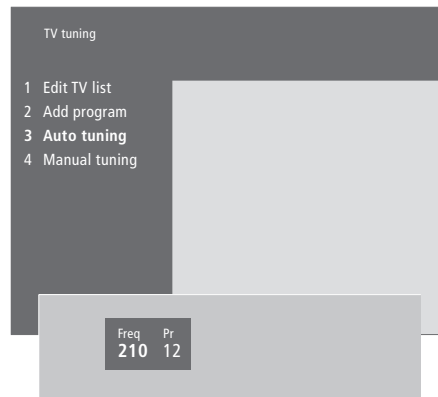 TV tuning
1 Edit TV list
2 Add program
3 Auto tuning
4 Manual tuning
Freq Pr
210 12